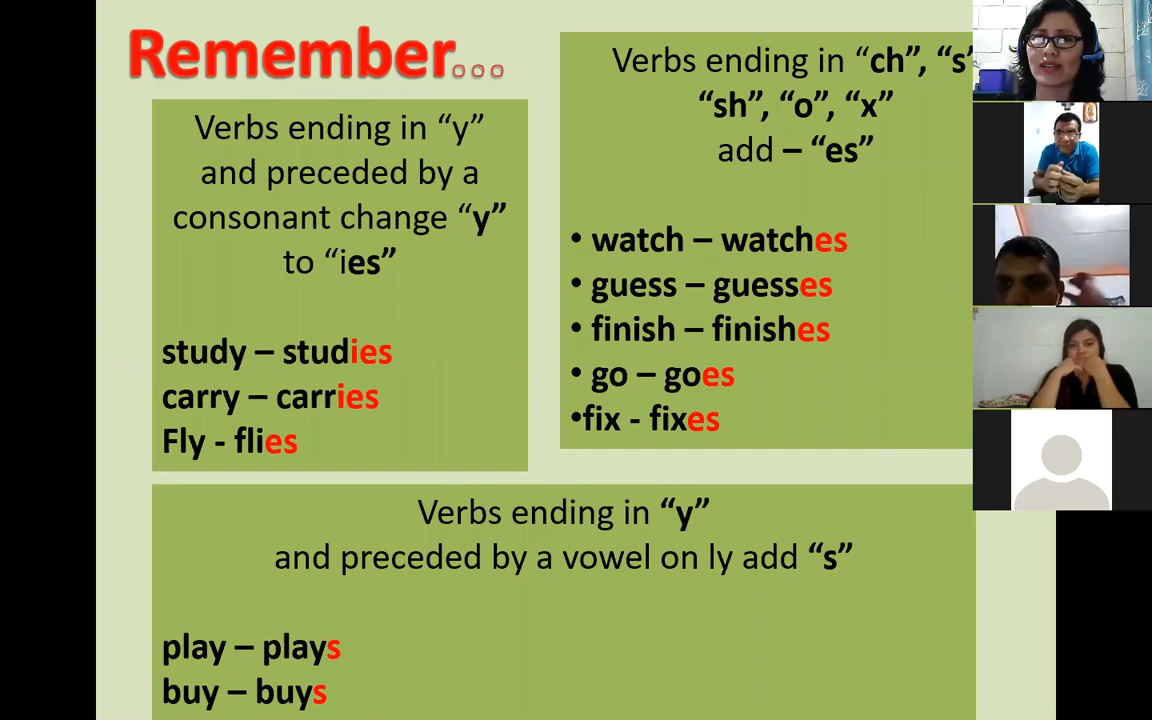 Remember...
Verbs ending in “y”
and preceded by a
consonant change “y”
to “ies”
study – studies
carry – carries
Fly - flies
Verbs ending in “ch”, “s”
“sh”, “o”, “x”
add – “es”
• watch – watches
• guess – guesses
• finish – finishes
• go – goes
•fix - fixes
Verbs ending in “y”
and preceded by a vowel on ly add “s”
play – plays
buy – buys